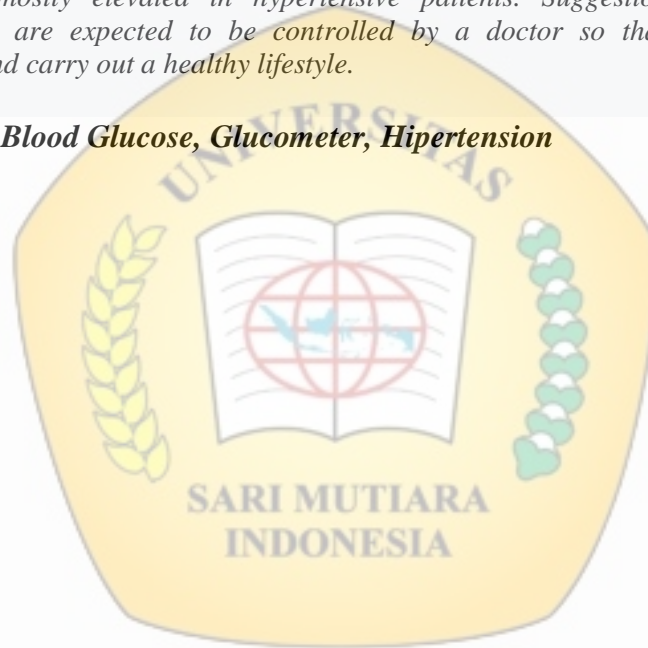 mostly elevated in hypertensive patients. Suggestio
are expected to be controlled by a doctor so tha
nd carry out a healthy lifestyle.
Blood Glucose, Glucometer, Hipertension
UNIVERSITAS
SARI MUTIARA
INDONESIA